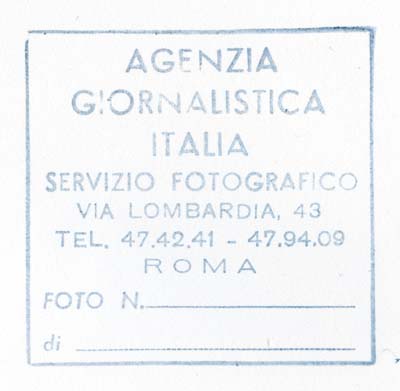 AGENZIA
GIORNALISTICA
ITALIA
SERVIZIO FOTOGRAFICO
VIA LOMBARDIA, 43
TEL. 47.42.41 - 47.94.09
ROMA
FOTO N.
di